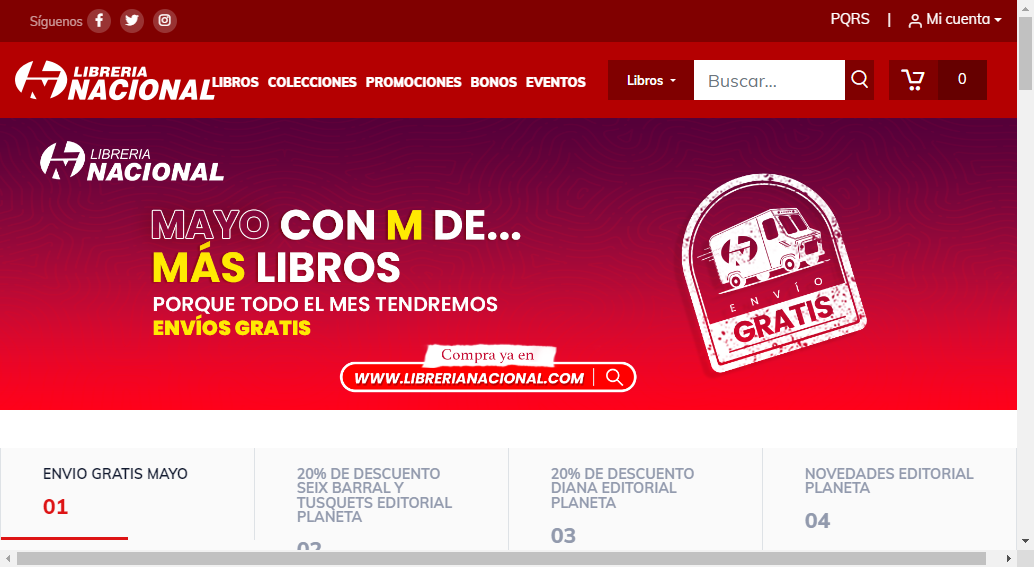 Síguenos
PQRS | Mi cuenta
LIBRERIA
NACIONAL
LIBROS COLECCIONES PROMOCIONES BONOS EVENTOS
Libros
Buscar...
0
LIBRERIA
NACIONAL
MAYO CON M DE...
MÁS LIBROS
PORQUE TODO EL MES TENDREMOS
ENVÍOS GRATIS
Compra ya en
WWW.LIBRERIANACIONAL.COM
ENVÍO
GRATIS
ENVIO GRATIS MAYO
01
20% DE DESCUENTO
SEIX BARRAL Y
TUSQUETS EDITORIAL
PLANETA
02
20% DE DESCUENTO
DIANA EDITORIAL
PLANETA
03
NOVEDADES EDITORIAL
PLANETA
04